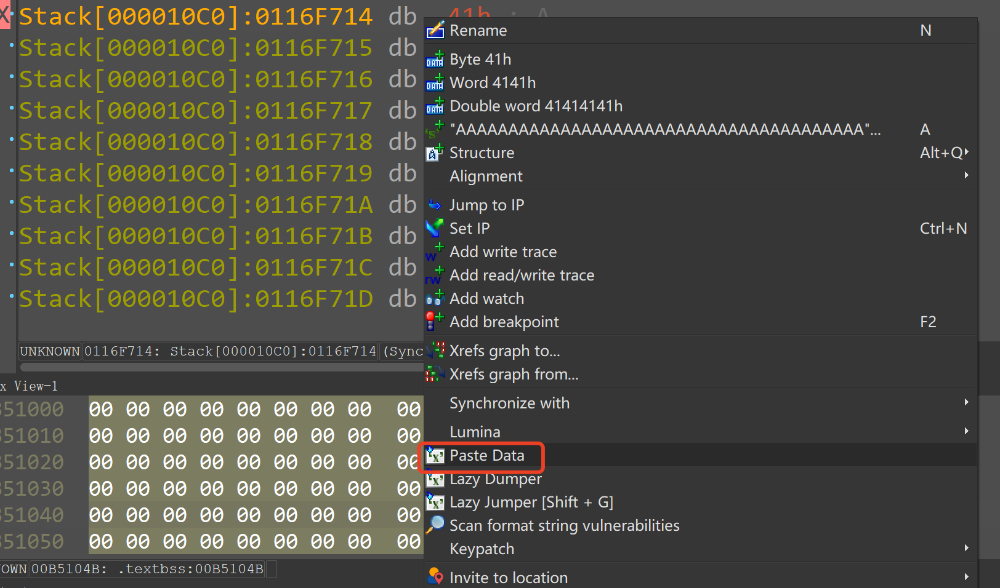 X
Stack[000010C0]:0116F714 db 41h ; A
Stack[000010C0]:0116F715 db
Stack[000010C0]:0116F716 db
Stack[000010C0]:0116F717 db
Stack[000010C0]:0116F718 db
Stack[000010C0]:0116F719 db
Stack[000010C0]:0116F71A db
Stack[000010C0]:0116F71B db
Stack[000010C0]:0116F71C db
Stack[000010C0]:0116F71D db
UNKNOWN 0116F714: Stack[000010C0]:0116F714 (Sync
x View-1
51000 00 00 00 00 00 00 00 00 00
51010 00 00 00 00 00 00 00 00 00
51020 00 00 00 00 00 00 00 00 00
51030 00 00 00 00 00 00 00 00 00
51040 00 00 00 00 00 00 00 00 00
51050 00 00 00 00 00 00 00 00 00
OWN 00B5104B: .textbss:00B5104B
Rename N
Byte 41h
Word 4141h
Double word 41414141h
"AAAAAAAAAAAAAAAAAAAAAAAAAAAAAAAAAAAAAAA"... A
Structure Alt+Q
Alignment
Jump to IP
Set IP Ctrl+N
Add write trace
Add read/write trace
Add watch
Add breakpoint F2
Xrefs graph to...
Xrefs graph from...
Synchronize with
Lumina
Paste Data
Lazy Dumper
Lazy Jumper [Shift + G]
Scan format string vulnerabilities
Keypatch
Invite to location